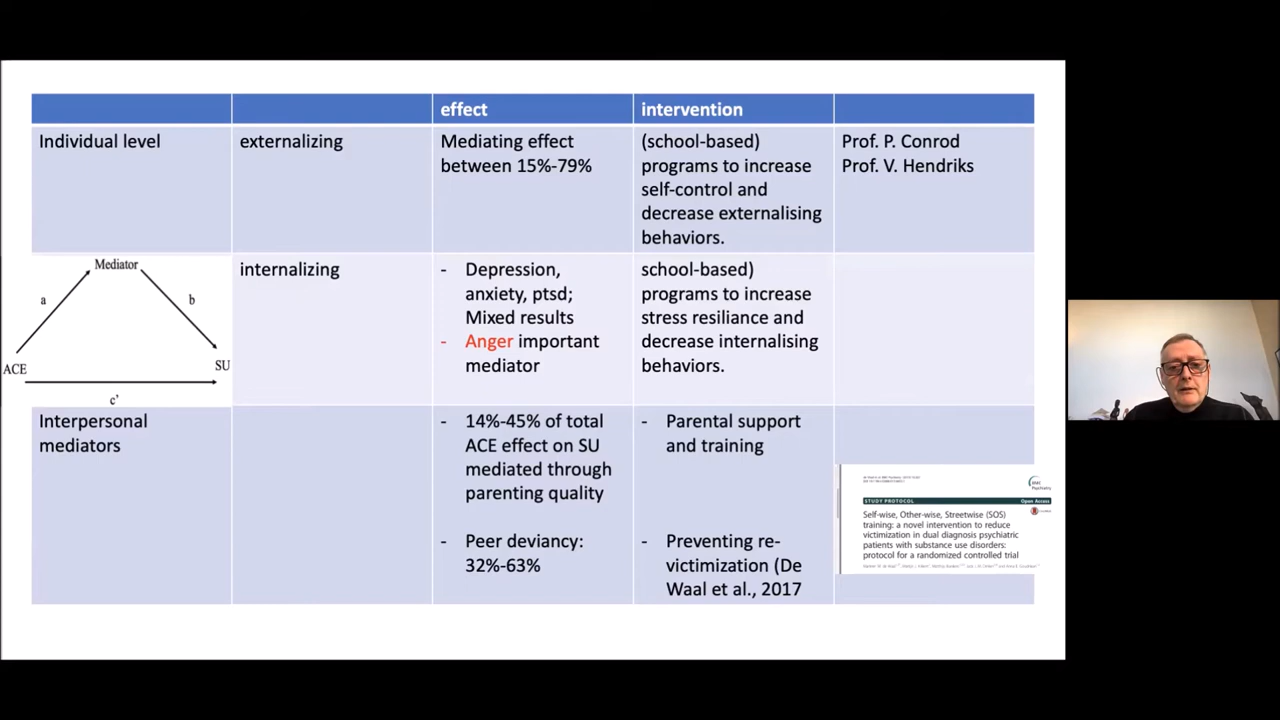 effect
intervention
Individual level
externalizing
Mediating effect
between 15%-79%
(school-based)
programs to increase
self-control and
decrease externalising
behaviors.
Prof. P. Conrod
Prof. V. Hendriks
Mediator
a
b
ACE
SU
c'
internalizing
- Depression,
anxiety, ptsd;
Mixed results
- Anger important
mediator
school-based)
programs to increase
stress resiliance and
decrease internalising
behaviors.
Interpersonal
mediators
- 14%-45% of total
ACE effect on SU
mediated through
parenting quality
- Peer deviancy:
32%-63%
- Parental support
and training
- Preventing re-
victimization (De
Waal et al., 2017
BMC
Psychiatry
STUDY PROTOCOL
Open Access
Self-wise, Other-wise, Streetwise (SOS)
training: a novel intervention to reduce
victimization in dual diagnosis psychiatric
patients with substance use disorders:
protocol for a randomized controlled trial